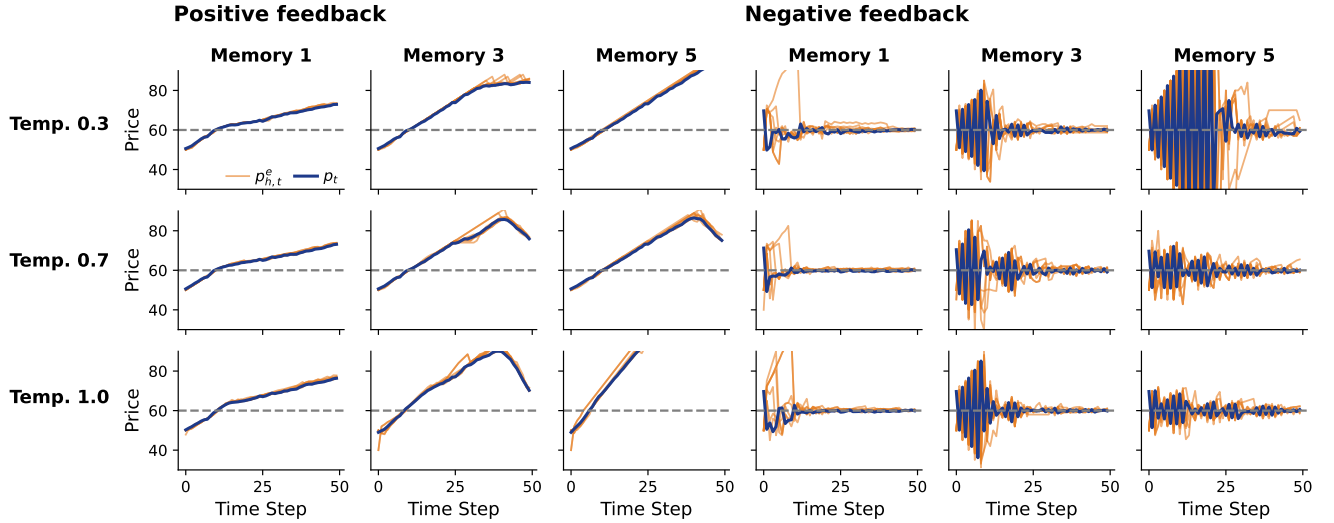 Positive feedback Negative feedback
Memory 1 Memory 3 Memory 5 Memory 1 Memory 3 Memory 5
Temp. 0.3
Price
80
60
40
p^e_{h,t} p_t
Temp. 0.7
Price
80
60
40
Temp. 1.0
Price
80
60
40
0 25 50 0 25 50 0 25 50 0 25 50 0 25 50 0 25 50
Time Step Time Step Time Step Time Step Time Step Time Step